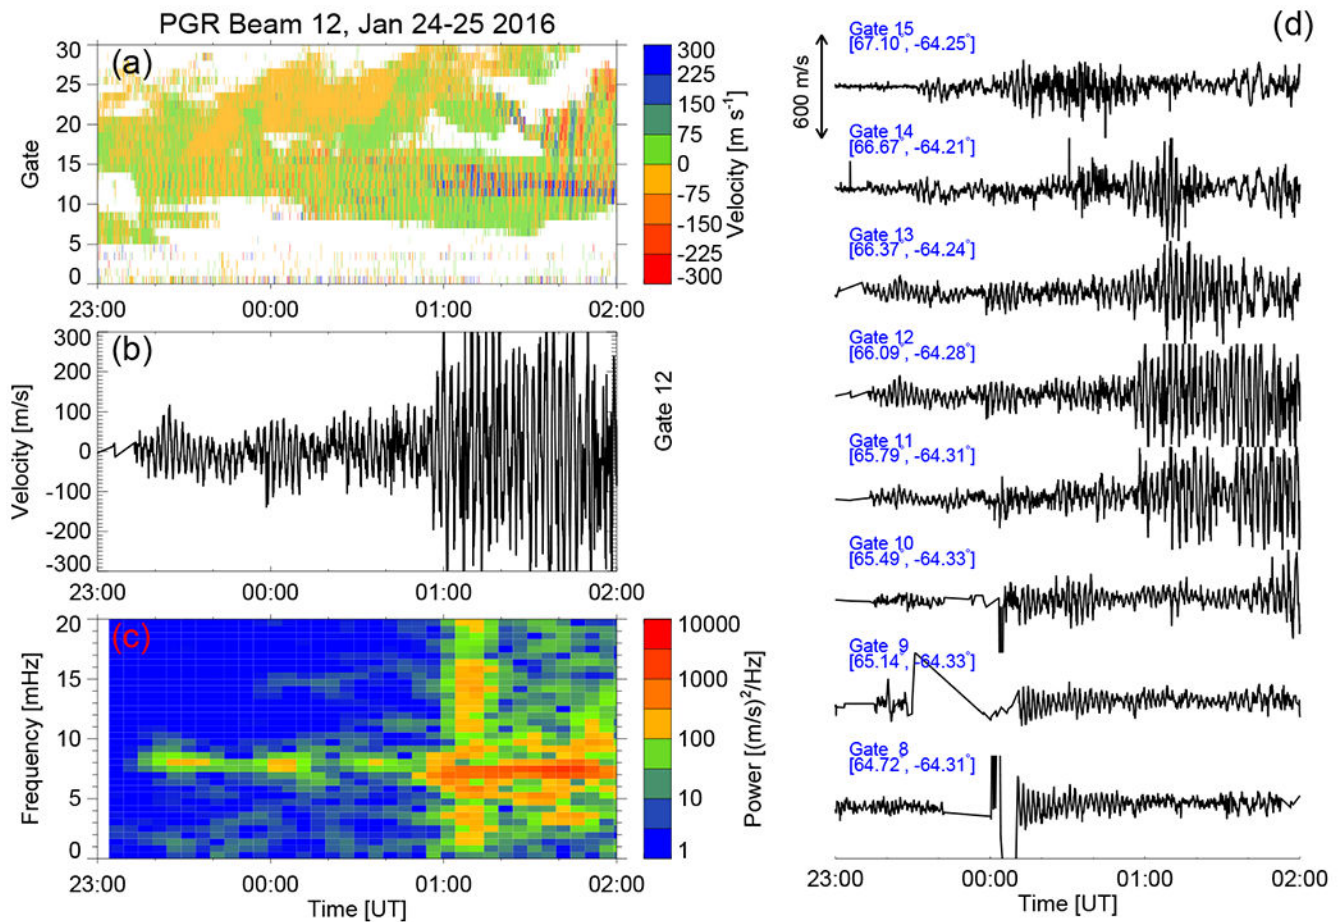 PGR Beam 12, Jan 24-25 2016
(a)
30
25
20
15
10
5
0
Gate
23:00 00:00 01:00 02:00
300
225
150
75
0
-75
-150
-225
-300
Velocity [m s-1]
(b)
300
200
100
0
-100
-200
-300
Velocity [m/s]
Gate 12
23:00 00:00 01:00 02:00
(c)
20
15
10
5
0
Frequency [mHz]
23:00 00:00 01:00 02:00
Time [UT]
10000
1000
100
10
1
Power [(m/s)2/Hz]
(d)
600 m/s
Gate 15
[67.10°, -64.25°]
Gate 14
[66.67°, -64.21°]
Gate 13
[66.37°, -64.24°]
Gate 12
[66.09°, -64.28°]
Gate 11
[65.79°, -64.31°]
Gate 10
[65.49°, -64.33°]
Gate 9
[65.14°, -64.33°]
Gate 8
[64.72°, -64.31°]
23:00 00:00 01:00 02:00
Time [UT]